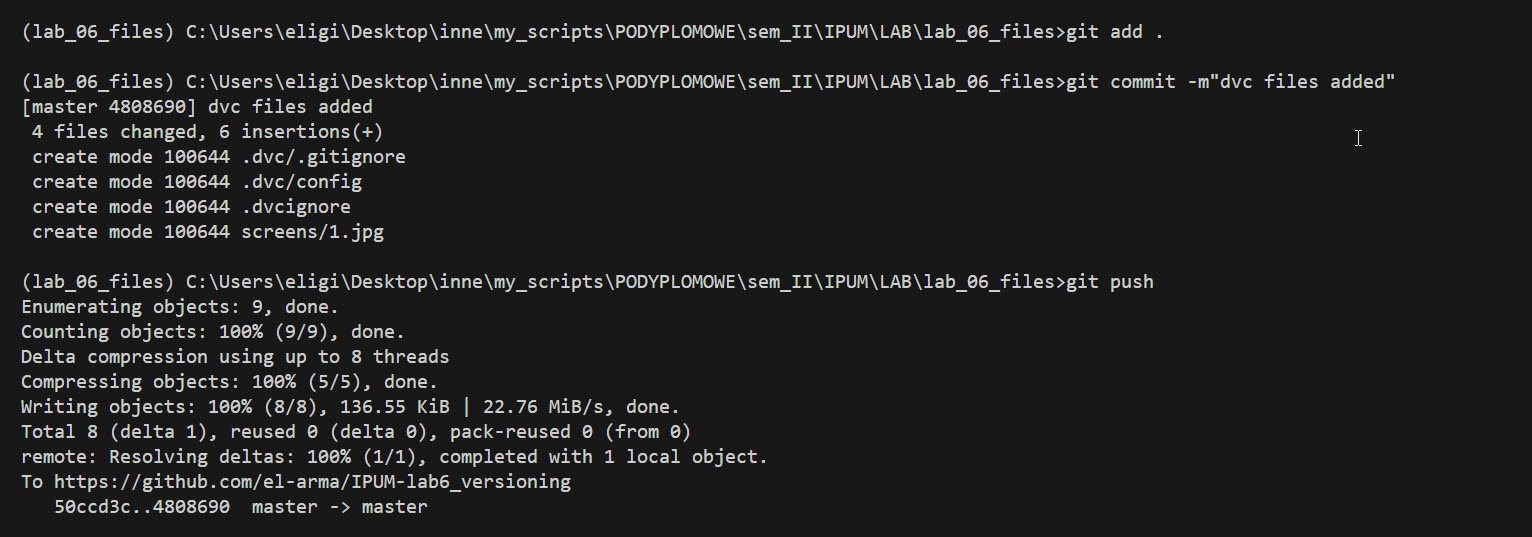 (lab_06_files) C:\Users\eligi\Desktop\inne\my_scripts\PODYPLOMOWE\sem_II\IPUM\LAB\lab_06_files>git add .
(lab_06_files) C:\Users\eligi\Desktop\inne\my_scripts\PODYPLOMOWE\sem_II\IPUM\LAB\lab_06_files>git commit -m"dvc files added"
[master 4808690] dvc files added
 4 files changed, 6 insertions(+)
 create mode 100644 .dvc/.gitignore
 create mode 100644 .dvc/config
 create mode 100644 .dvcignore
 create mode 100644 screens/1.jpg
(lab_06_files) C:\Users\eligi\Desktop\inne\my_scripts\PODYPLOMOWE\sem_II\IPUM\LAB\lab_06_files>git push
Enumerating objects: 9, done.
Counting objects: 100% (9/9), done.
Delta compression using up to 8 threads
Compressing objects: 100% (5/5), done.
Writing objects: 100% (8/8), 136.55 KiB | 22.76 MiB/s, done.
Total 8 (delta 1), reused 0 (delta 0), pack-reused 0 (from 0)
remote: Resolving deltas: 100% (1/1), completed with 1 local object.
To https://github.com/el-arma/IPUM-lab6_versioning
   50ccd3c..4808690  master -> master